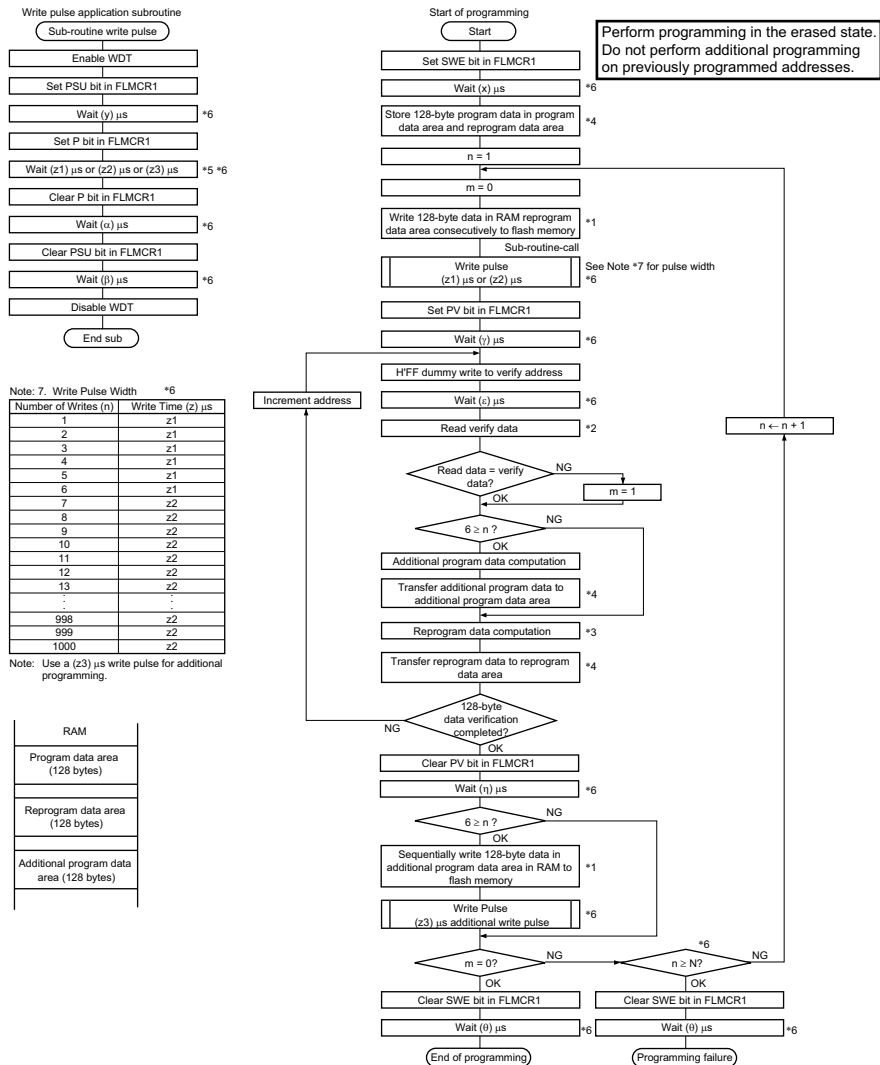 Write pulse application subroutine
Sub-routine write pulse
Enable WDT
Set PSU bit in FLMCR1
Wait (y) μs
*6
Set P bit in FLMCR1
Wait (z1) μs or (z2) μs or (z3) μs
*5 *6
Clear P bit in FLMCR1
Wait (α) μs
*6
Clear PSU bit in FLMCR1
Wait (β) μs
*6
Disable WDT
End sub
Note: 7. Write Pulse Width *6
Number of Writes (n) Write Time (z) μs
1 z1
2 z1
3 z1
4 z1
5 z1
6 z1
7 z2
8 z2
9 z2
10 z2
11 z2
12 z2
13 z2
⋮ ⋮
998 z2
999 z2
1000 z2
Note: Use a (z3) μs write pulse for additional
programming.
RAM
Program data area
(128 bytes)
Reprogram data area
(128 bytes)
Additional program data
area (128 bytes)
Start of programming
Start
Set SWE bit in FLMCR1
Wait (x) μs
*6
Store 128-byte program data in program
data area and reprogram data area
*4
n = 1
m = 0
Write 128-byte data in RAM reprogram
data area consecutively to flash memory
*1
Sub-routine-call
Write pulse
(z1) μs or (z2) μs
See Note *7 for pulse width
*6
Set PV bit in FLMCR1
Wait (γ) μs
*6
H'FF dummy write to verify address
Increment address
Wait (ε) μs
*6
Read verify data
*2
n ← n + 1
Read data = verify
data?
NG
m = 1
OK
6 ≥ n ?
NG
OK
Additional program data computation
Transfer additional program data to
additional program data area
*4
Reprogram data computation
*3
Transfer reprogram data to reprogram
data area
*4
128-byte
data verification
completed?
NG
OK
Clear PV bit in FLMCR1
Wait (η) μs
*6
6 ≥ n ?
NG
OK
Sequentially write 128-byte data in
additional program data area in RAM to
flash memory
*1
Write Pulse
(z3) μs additional write pulse
*6
m = 0?
NG
*6
n ≥ N?
NG
OK
OK
Clear SWE bit in FLMCR1
Clear SWE bit in FLMCR1
Wait (θ) μs
*6
Wait (θ) μs
*6
End of programming
Programming failure
Perform programming in the erased state.
Do not perform additional programming
on previously programmed addresses.